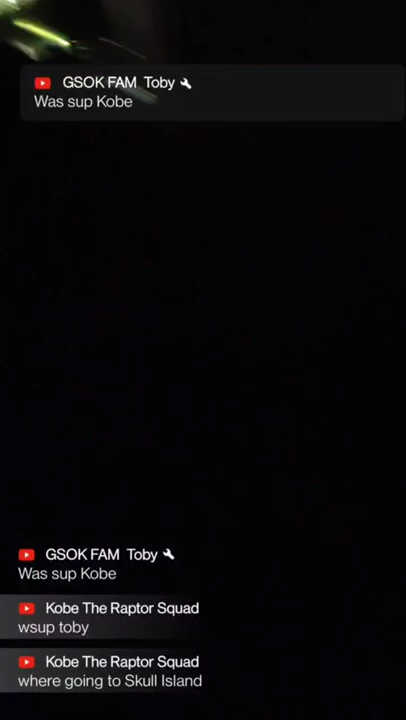 GSOK FAM Toby
Was sup Kobe
GSOK FAM Toby
Was sup Kobe
Kobe The Raptor Squad
wsup toby
Kobe The Raptor Squad
where going to Skull Island